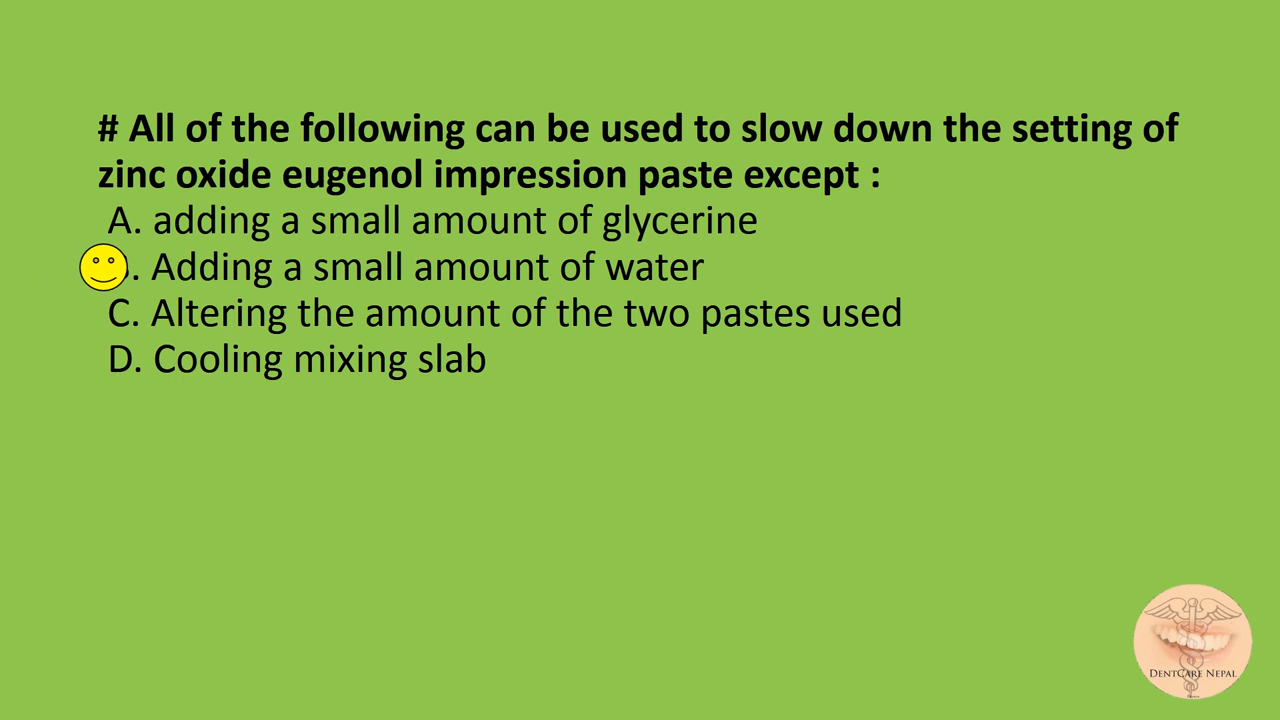 # All of the following can be used to slow down the setting of
zinc oxide eugenol impression paste except :
A. adding a small amount of glycerine
. Adding a small amount of water
C. Altering the amount of the two pastes used
D. Cooling mixing slab
DENTCARE NEPAL